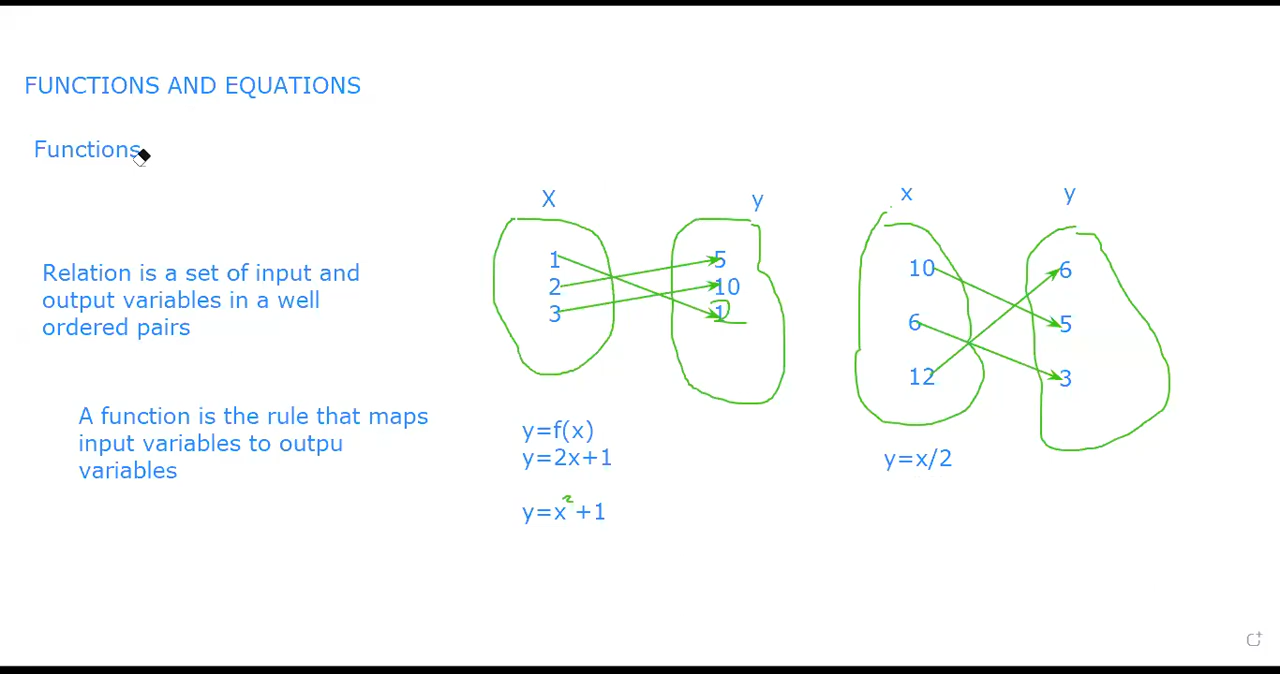 FUNCTIONS AND EQUATIONS
Functions
Relation is a set of input and
output variables in a well
ordered pairs
A function is the rule that maps
input variables to outpu
variables
X y
1 5
2 10
3 12
y=f(x)
y=2x+1
y=x²+1
x y
10 6
6 5
12 3
y=x/2